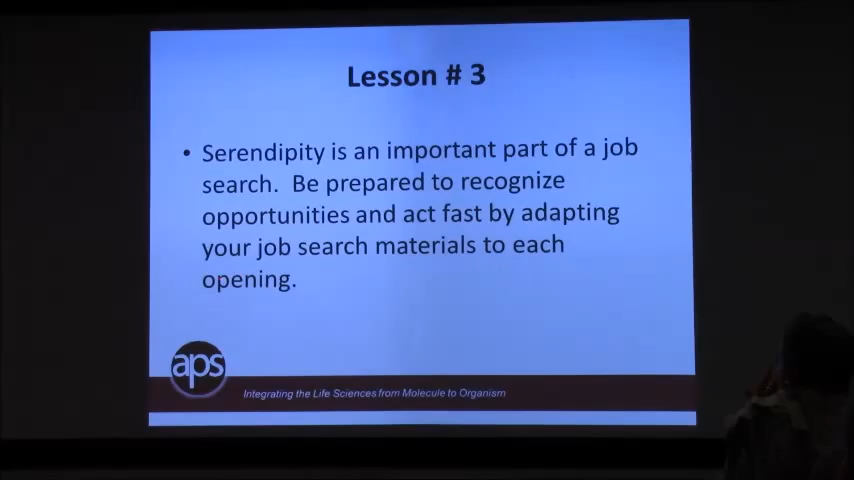 Lesson # 3
• Serendipity is an important part of a job
search.  Be prepared to recognize
opportunities and act fast by adapting
your job search materials to each
opening.
aps
Integrating the Life Sciences from Molecule to Organism